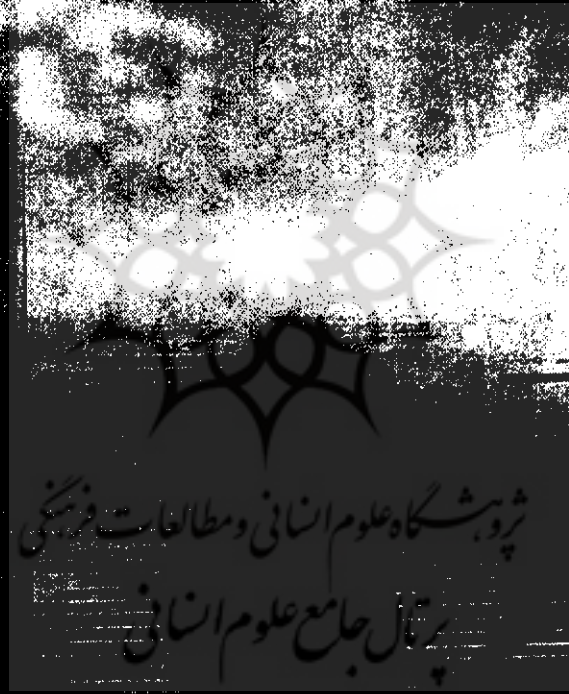 پژوهشگاه علوم انسانی و مطالعات فرهنگی
پرتال جامع علوم انسانی